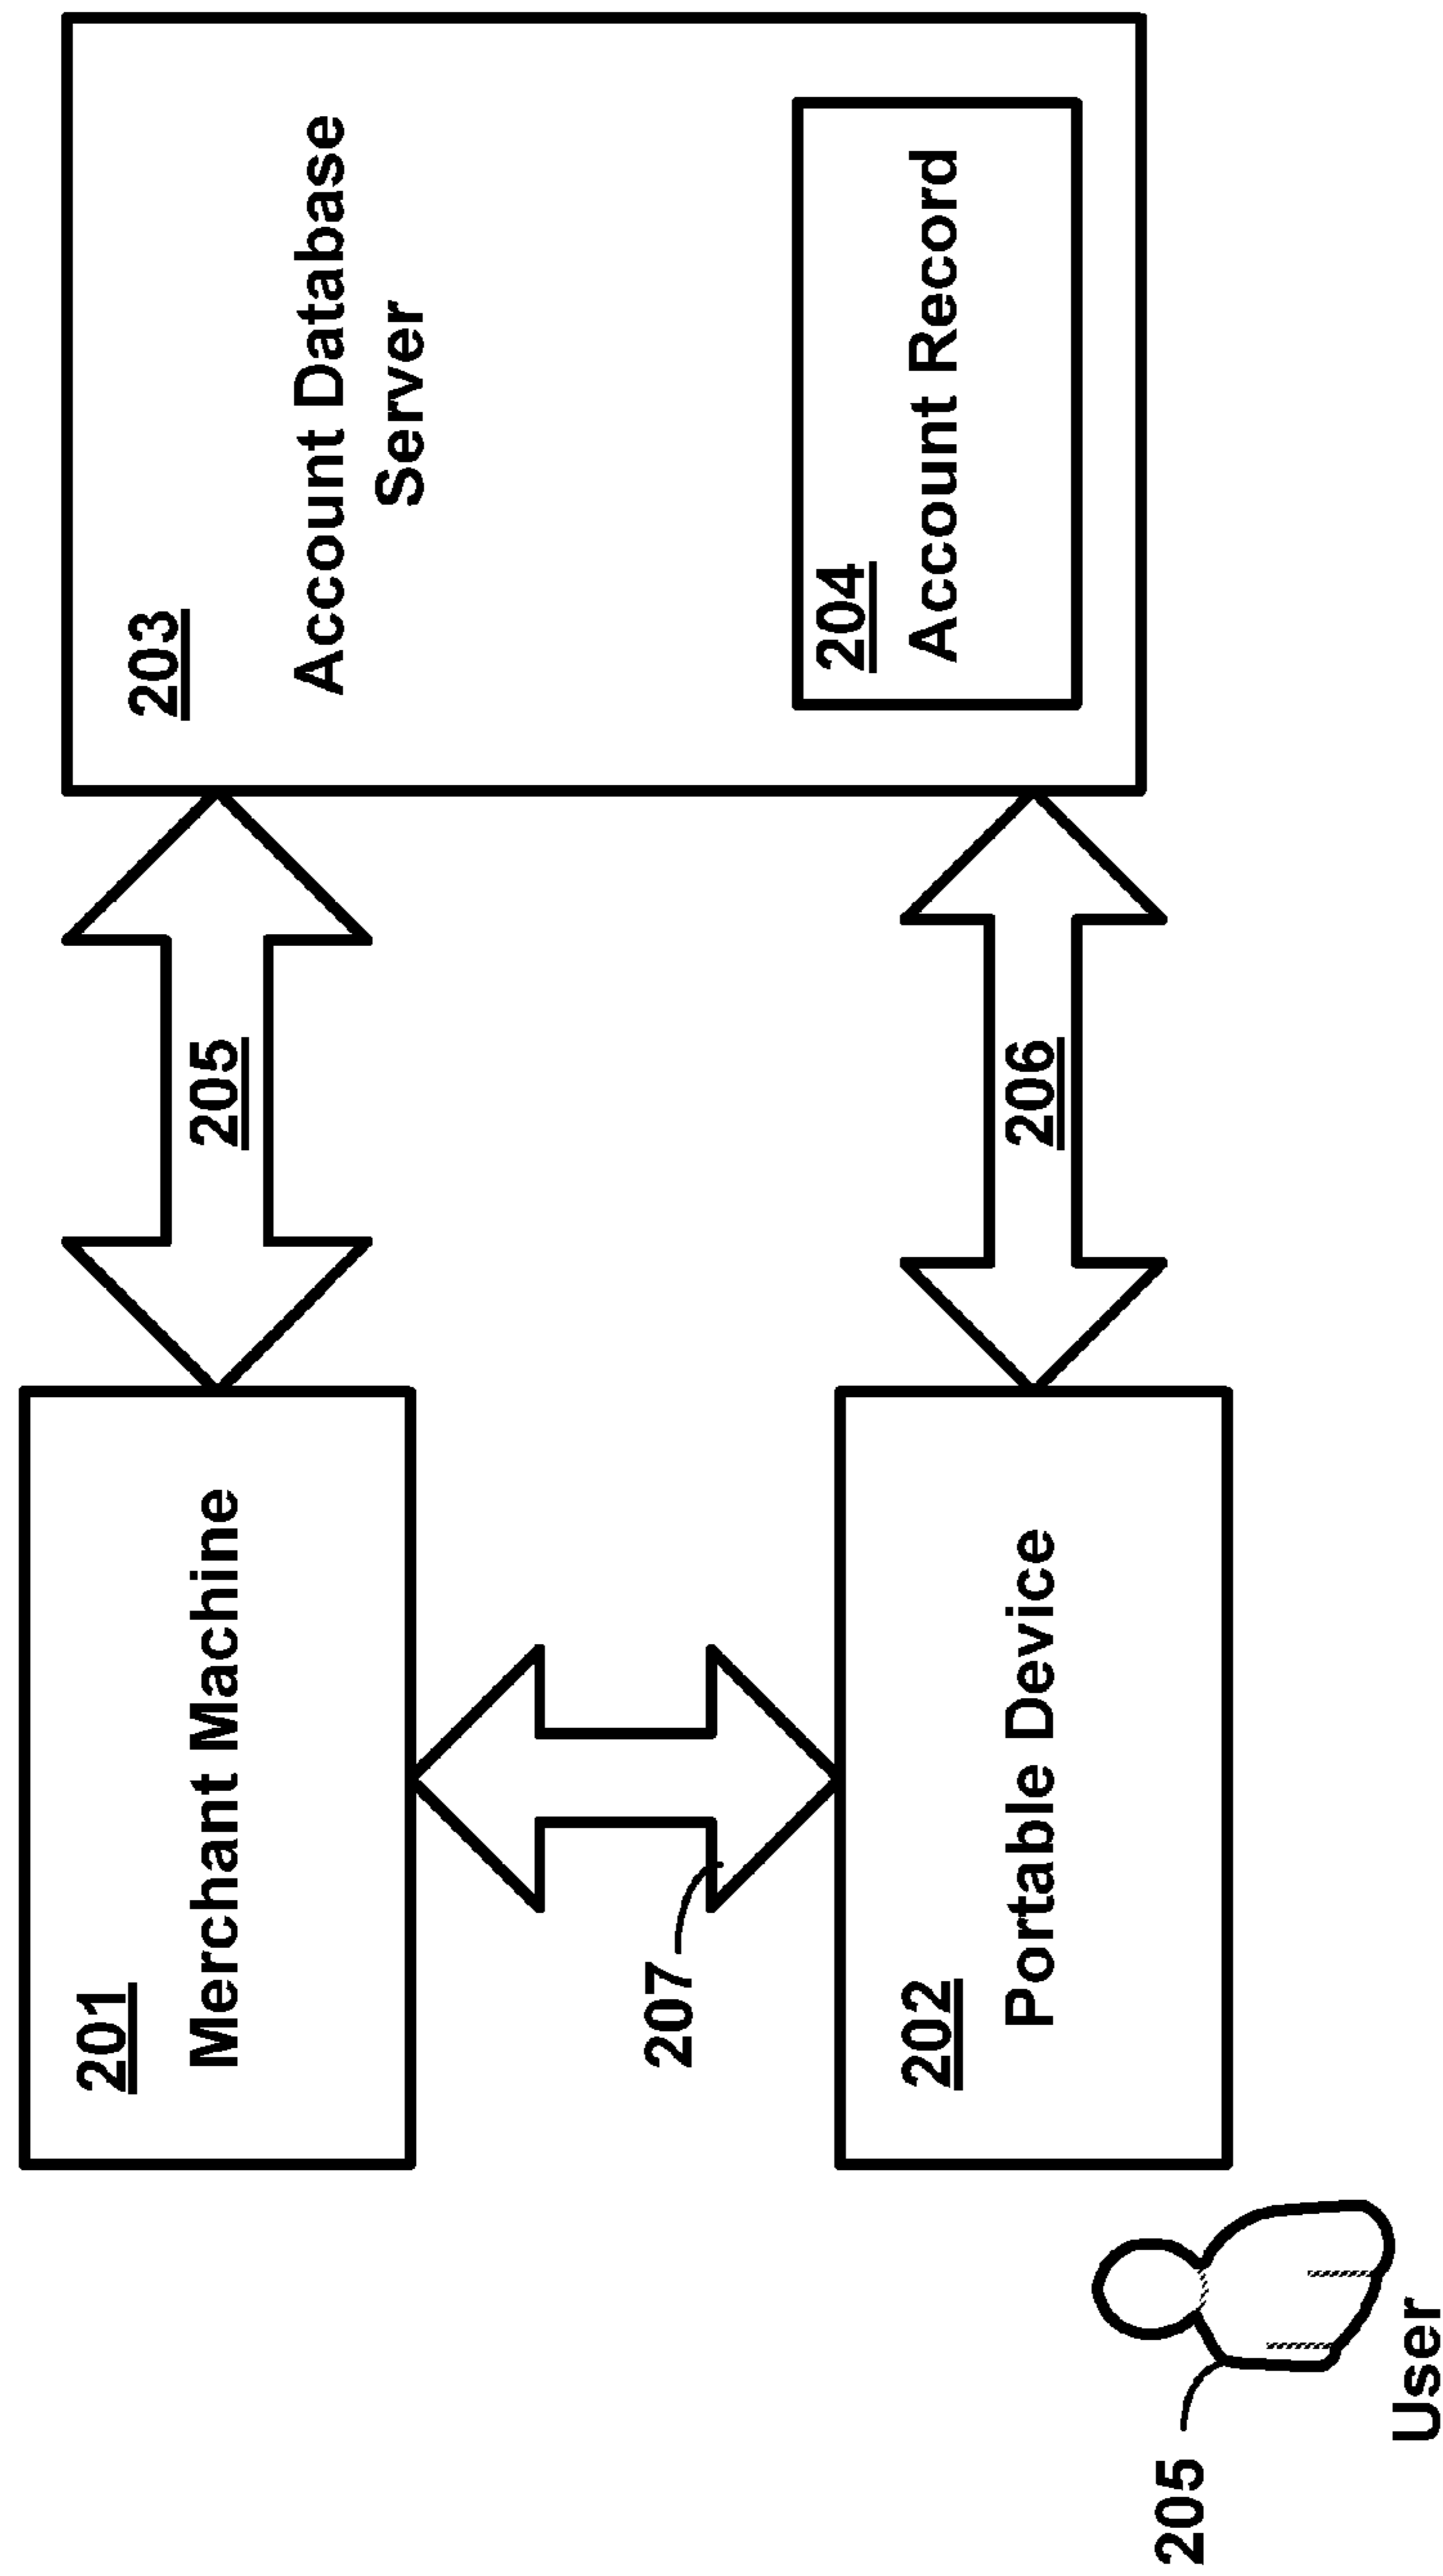 201
Merchant Machine
205
203
Account Database
Server
207
202
Portable Device
206
204
Account Record
205
User